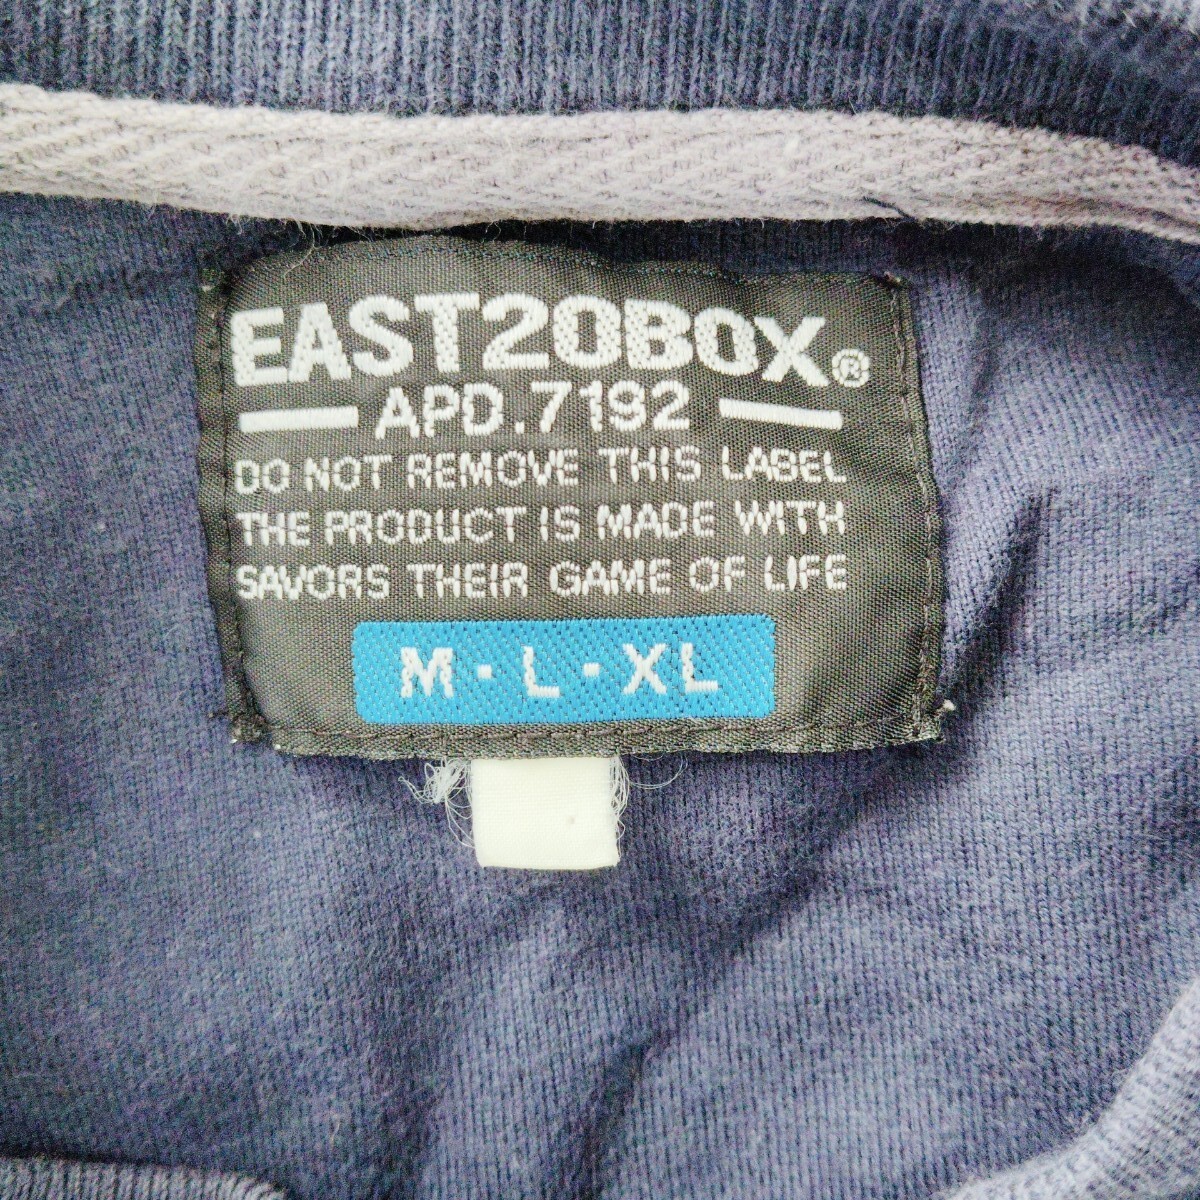 EAST20BOX®
APD.7192
DO NOT REMOVE THIS LABEL
THE PRODUCT IS MADE WITH
SAVORS THEIR GAME OF LIFE
M・L・XL